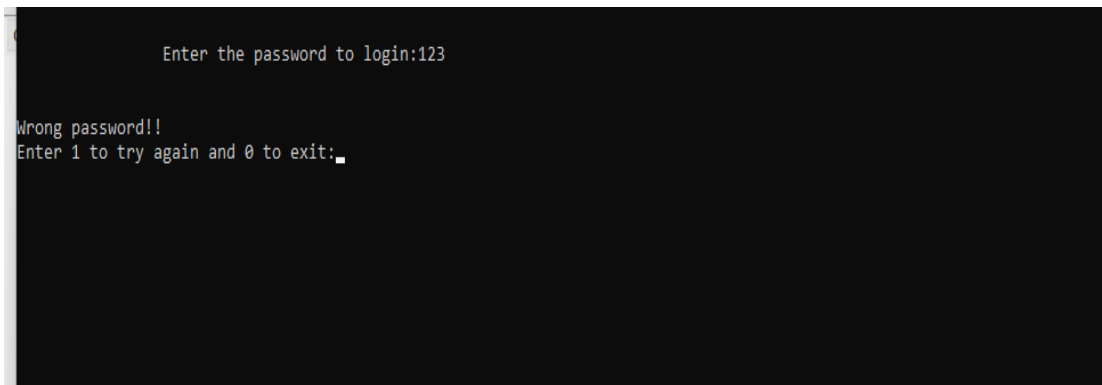 Enter the password to login:123
Wrong password!!
Enter 1 to try again and 0 to exit: